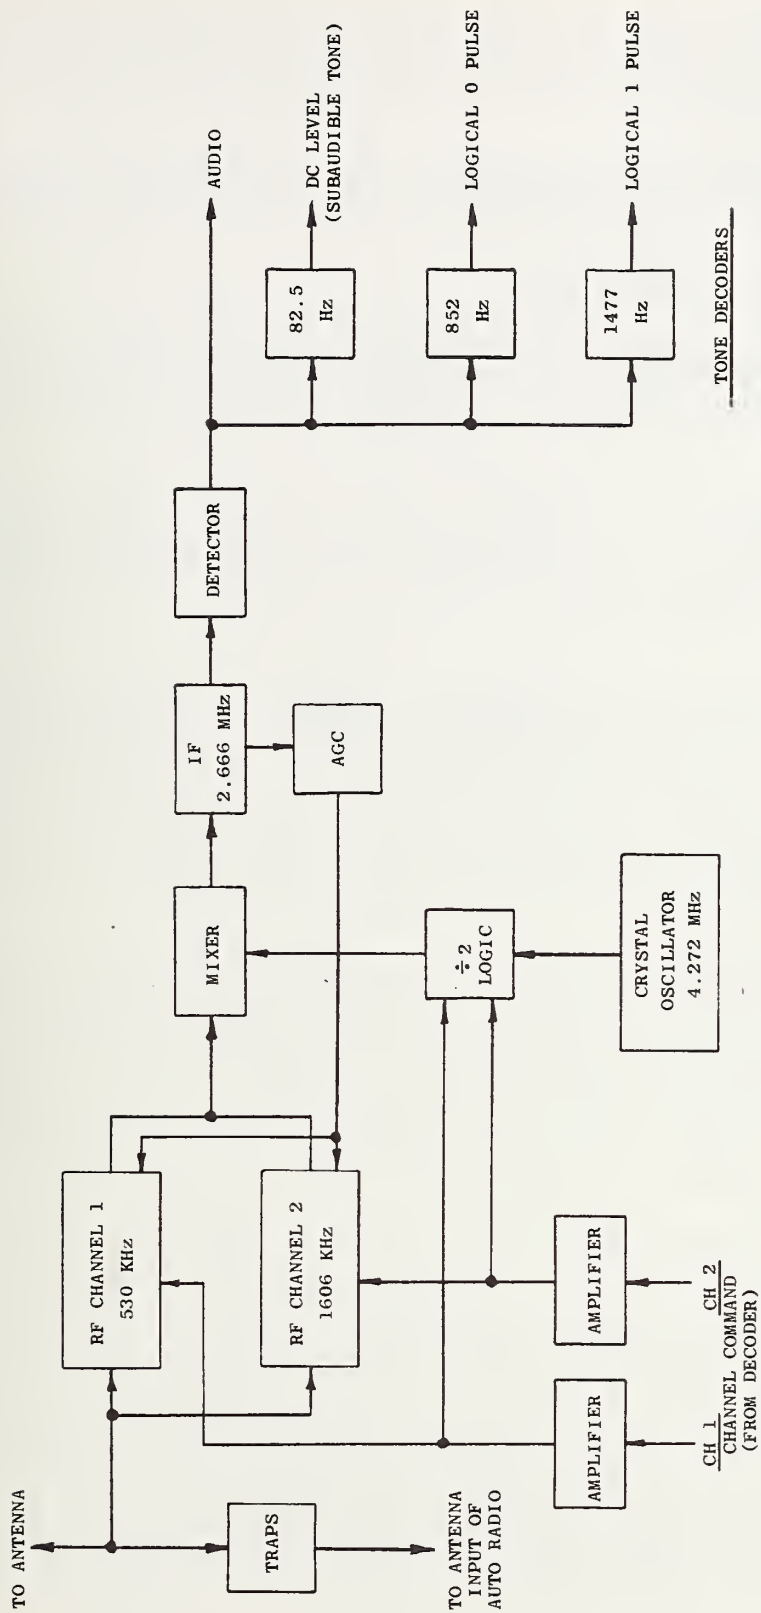 TO ANTENNA
TRAPS
TO ANTENNA
INPUT OF
AUTO RADIO
RF CHANNEL 1
530 KHz
RF CHANNEL 2
1606 KHz
AMPLIFIER
CH 1
AMPLIFIER
CH 2
CHANNEL COMMAND
(FROM DECODER)
MIXER
÷2
LOGIC
CRYSTAL
OSCILLATOR
4.272 MHz
IF
2.666 MHz
AGC
DETECTOR
AUDIO
82.5
Hz
DC LEVEL
(SUBAUDIBLE TONE)
852
Hz
LOGICAL 0 PULSE
1477
Hz
LOGICAL 1 PULSE
TONE DECODERS